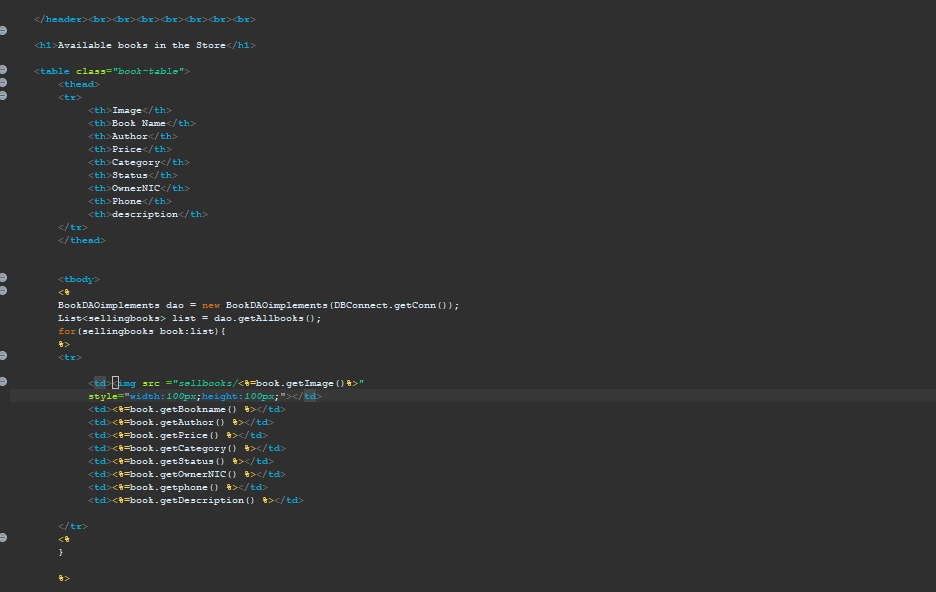 </header><br><br><br><br><br><br><br>
<h1>Available books in the Store</h1>
<table class="book-table">
<thead>
<tr>
<th>Image</th>
<th>Book Name</th>
<th>Author</th>
<th>Price</th>
<th>Category</th>
<th>Status</th>
<th>OwnerNIC</th>
<th>Phone</th>
<th>description</th>
</tr>
</thead>
<tbody>
<%
BookDAOimplements dao = new BookDAOimplements(DBConnect.getConn());
List<sellingbooks> list = dao.getAllbooks();
for(sellingbooks book:list){
%>
<tr>
<td><img src ="sellbooks/<%=book.getImage()%>"
style="width:100px;height:100px;"></td>
<td><%=book.getBookname() %></td>
<td><%=book.getAuthor() %></td>
<td><%=book.getPrice() %></td>
<td><%=book.getCategory() %></td>
<td><%=book.getStatus() %></td>
<td><%=book.getOwnerNIC() %></td>
<td><%=book.getphone() %></td>
<td><%=book.getDescription() %></td>
</tr>
<%
}
%>